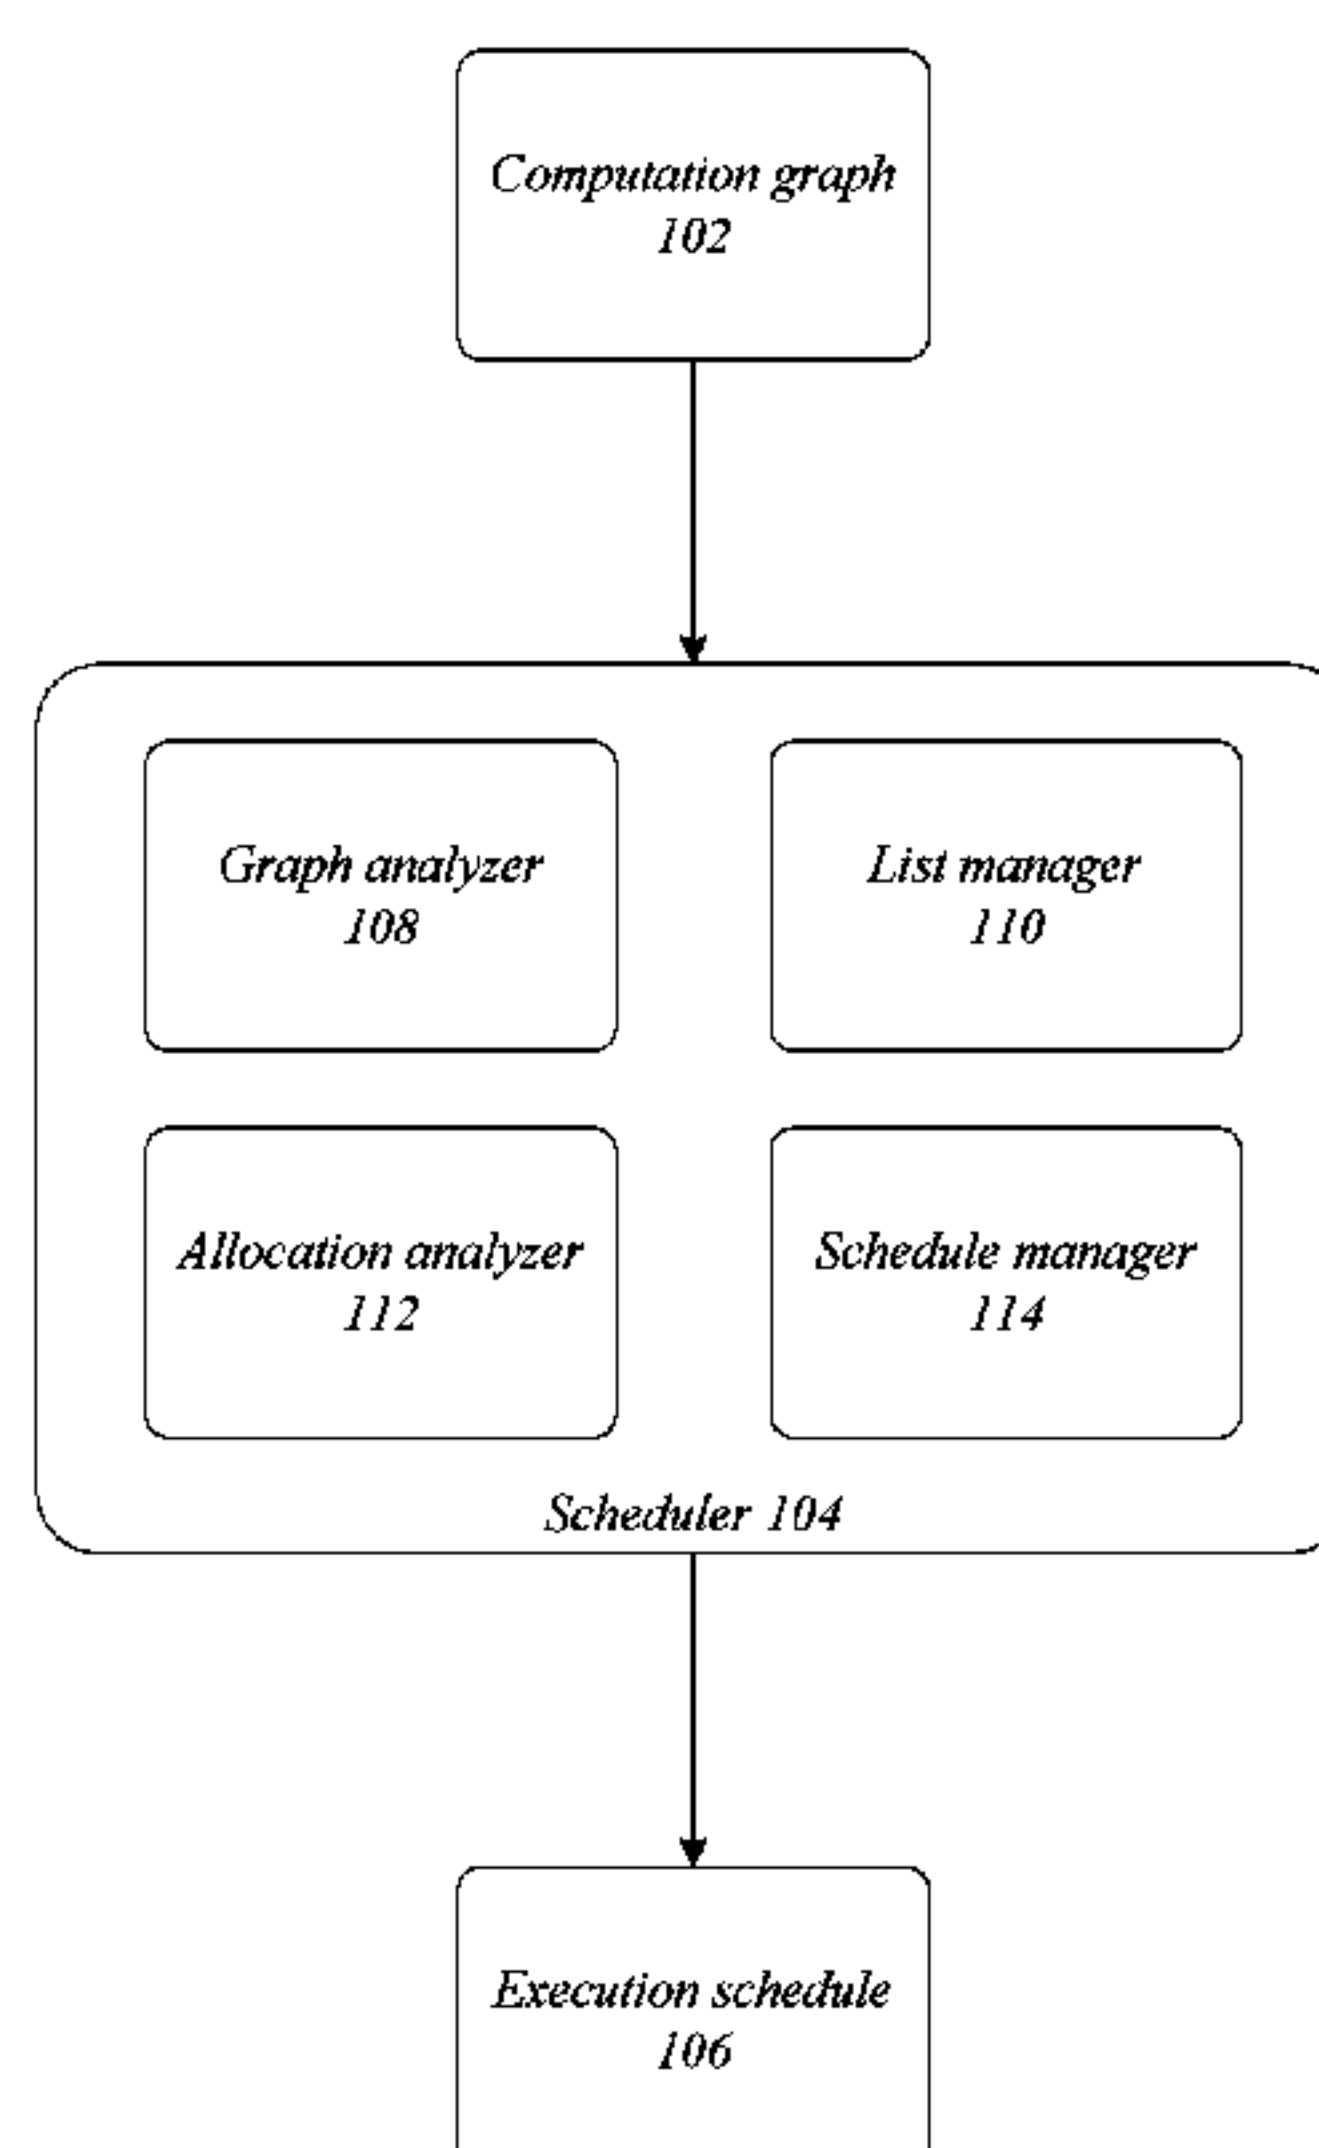 Computation graph
102
Graph analyzer
108
List manager
110
Allocation analyzer
112
Schedule manager
114
Scheduler 104
Execution schedule
106